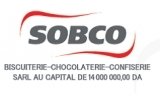 SOBCO
BISCUITERIE-CHOCOLATERIE-CONFISERIE
SARL AU CAPITAL DE 14 000 000,00 DA